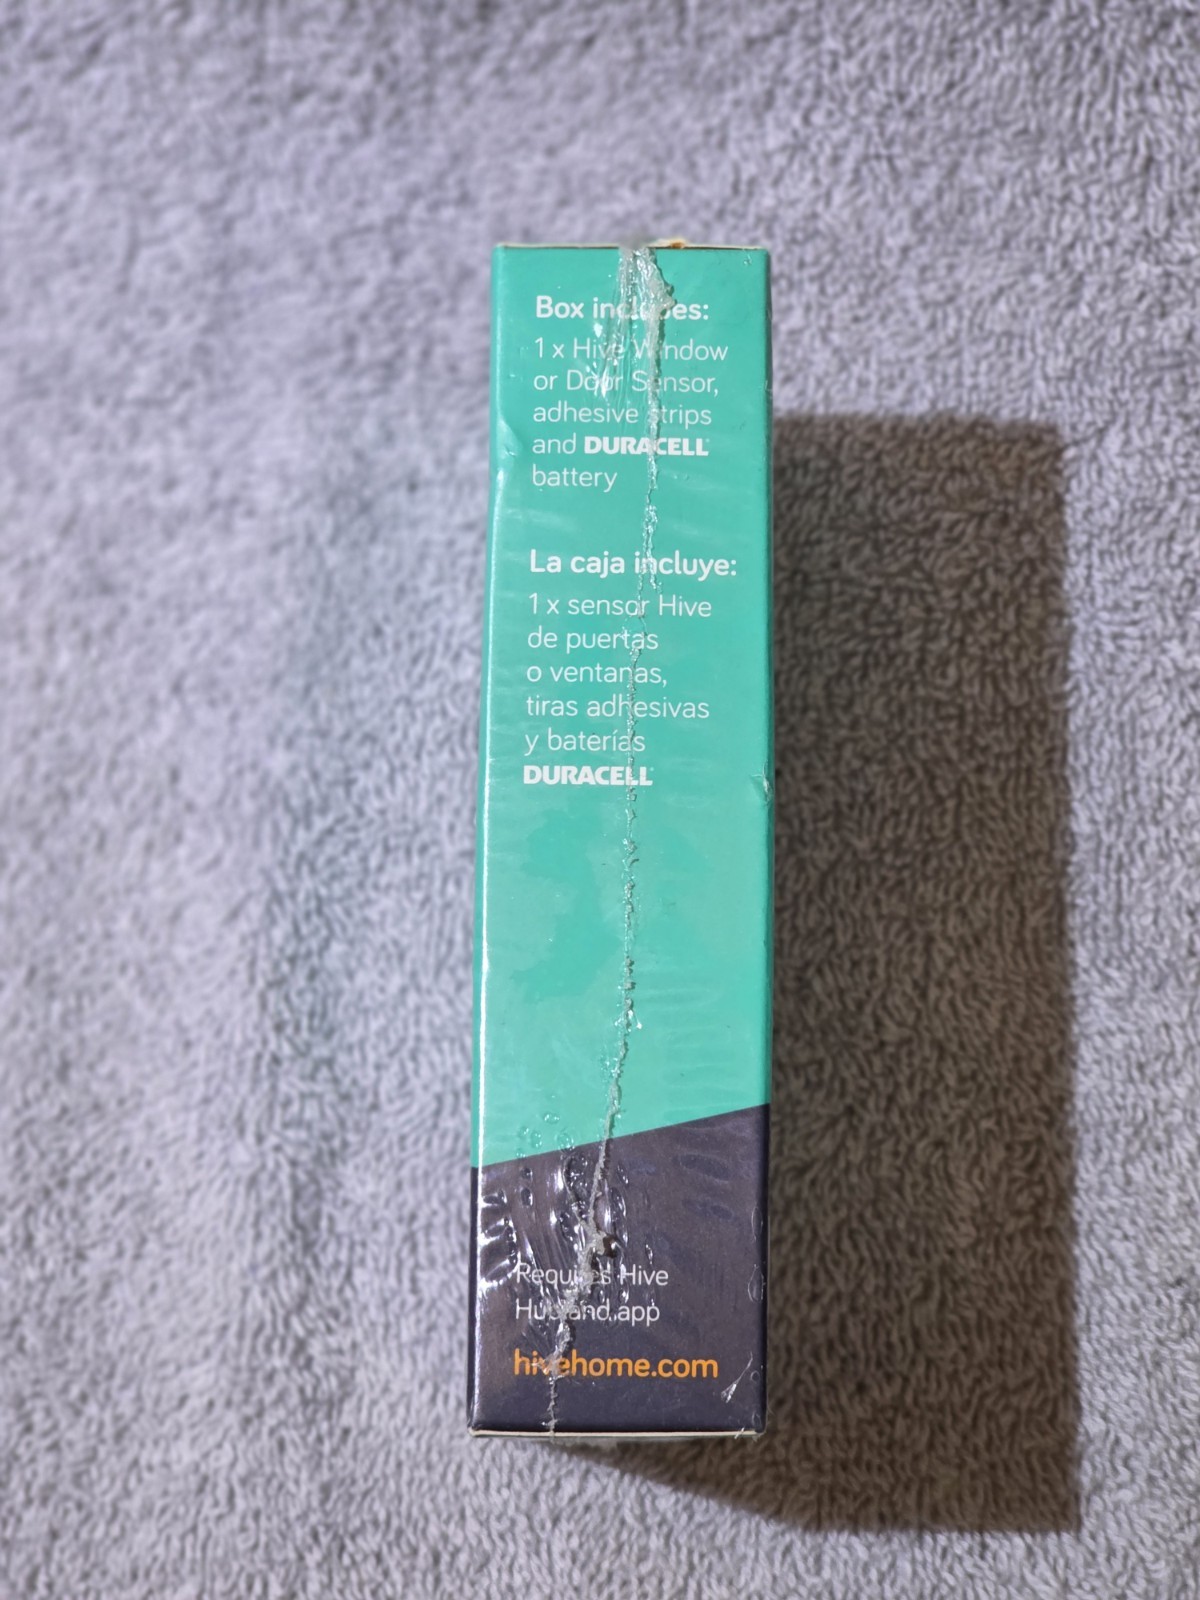 Box includes:
1 x Hive Window
or Door Sensor,
adhesive strips
and DURACELL
battery
La caja incluye:
1 x sensor Hive
de puertas
o ventanas,
tiras adhesivas
y baterías
DURACELL
Requires Hive
Hub and app
hivehome.com